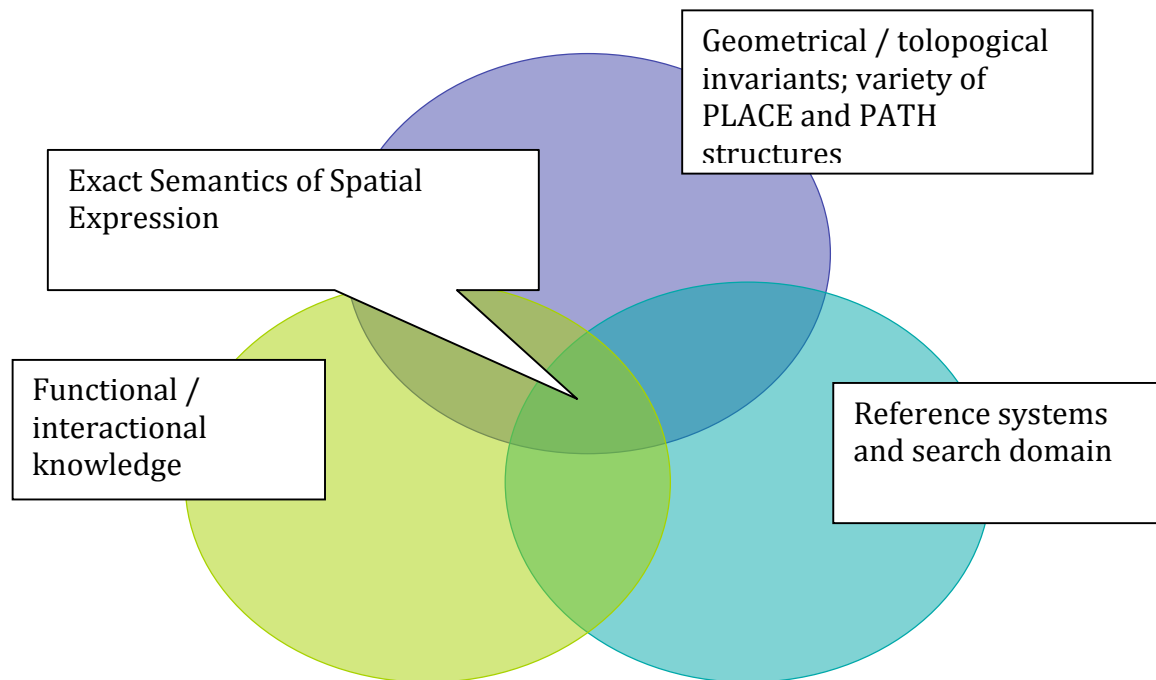 Geometrical / tolopogical
invariants; variety of
PLACE and PATH
structures
Exact Semantics of Spatial
Expression
Functional /
interactional
knowledge
Reference systems
and search domain